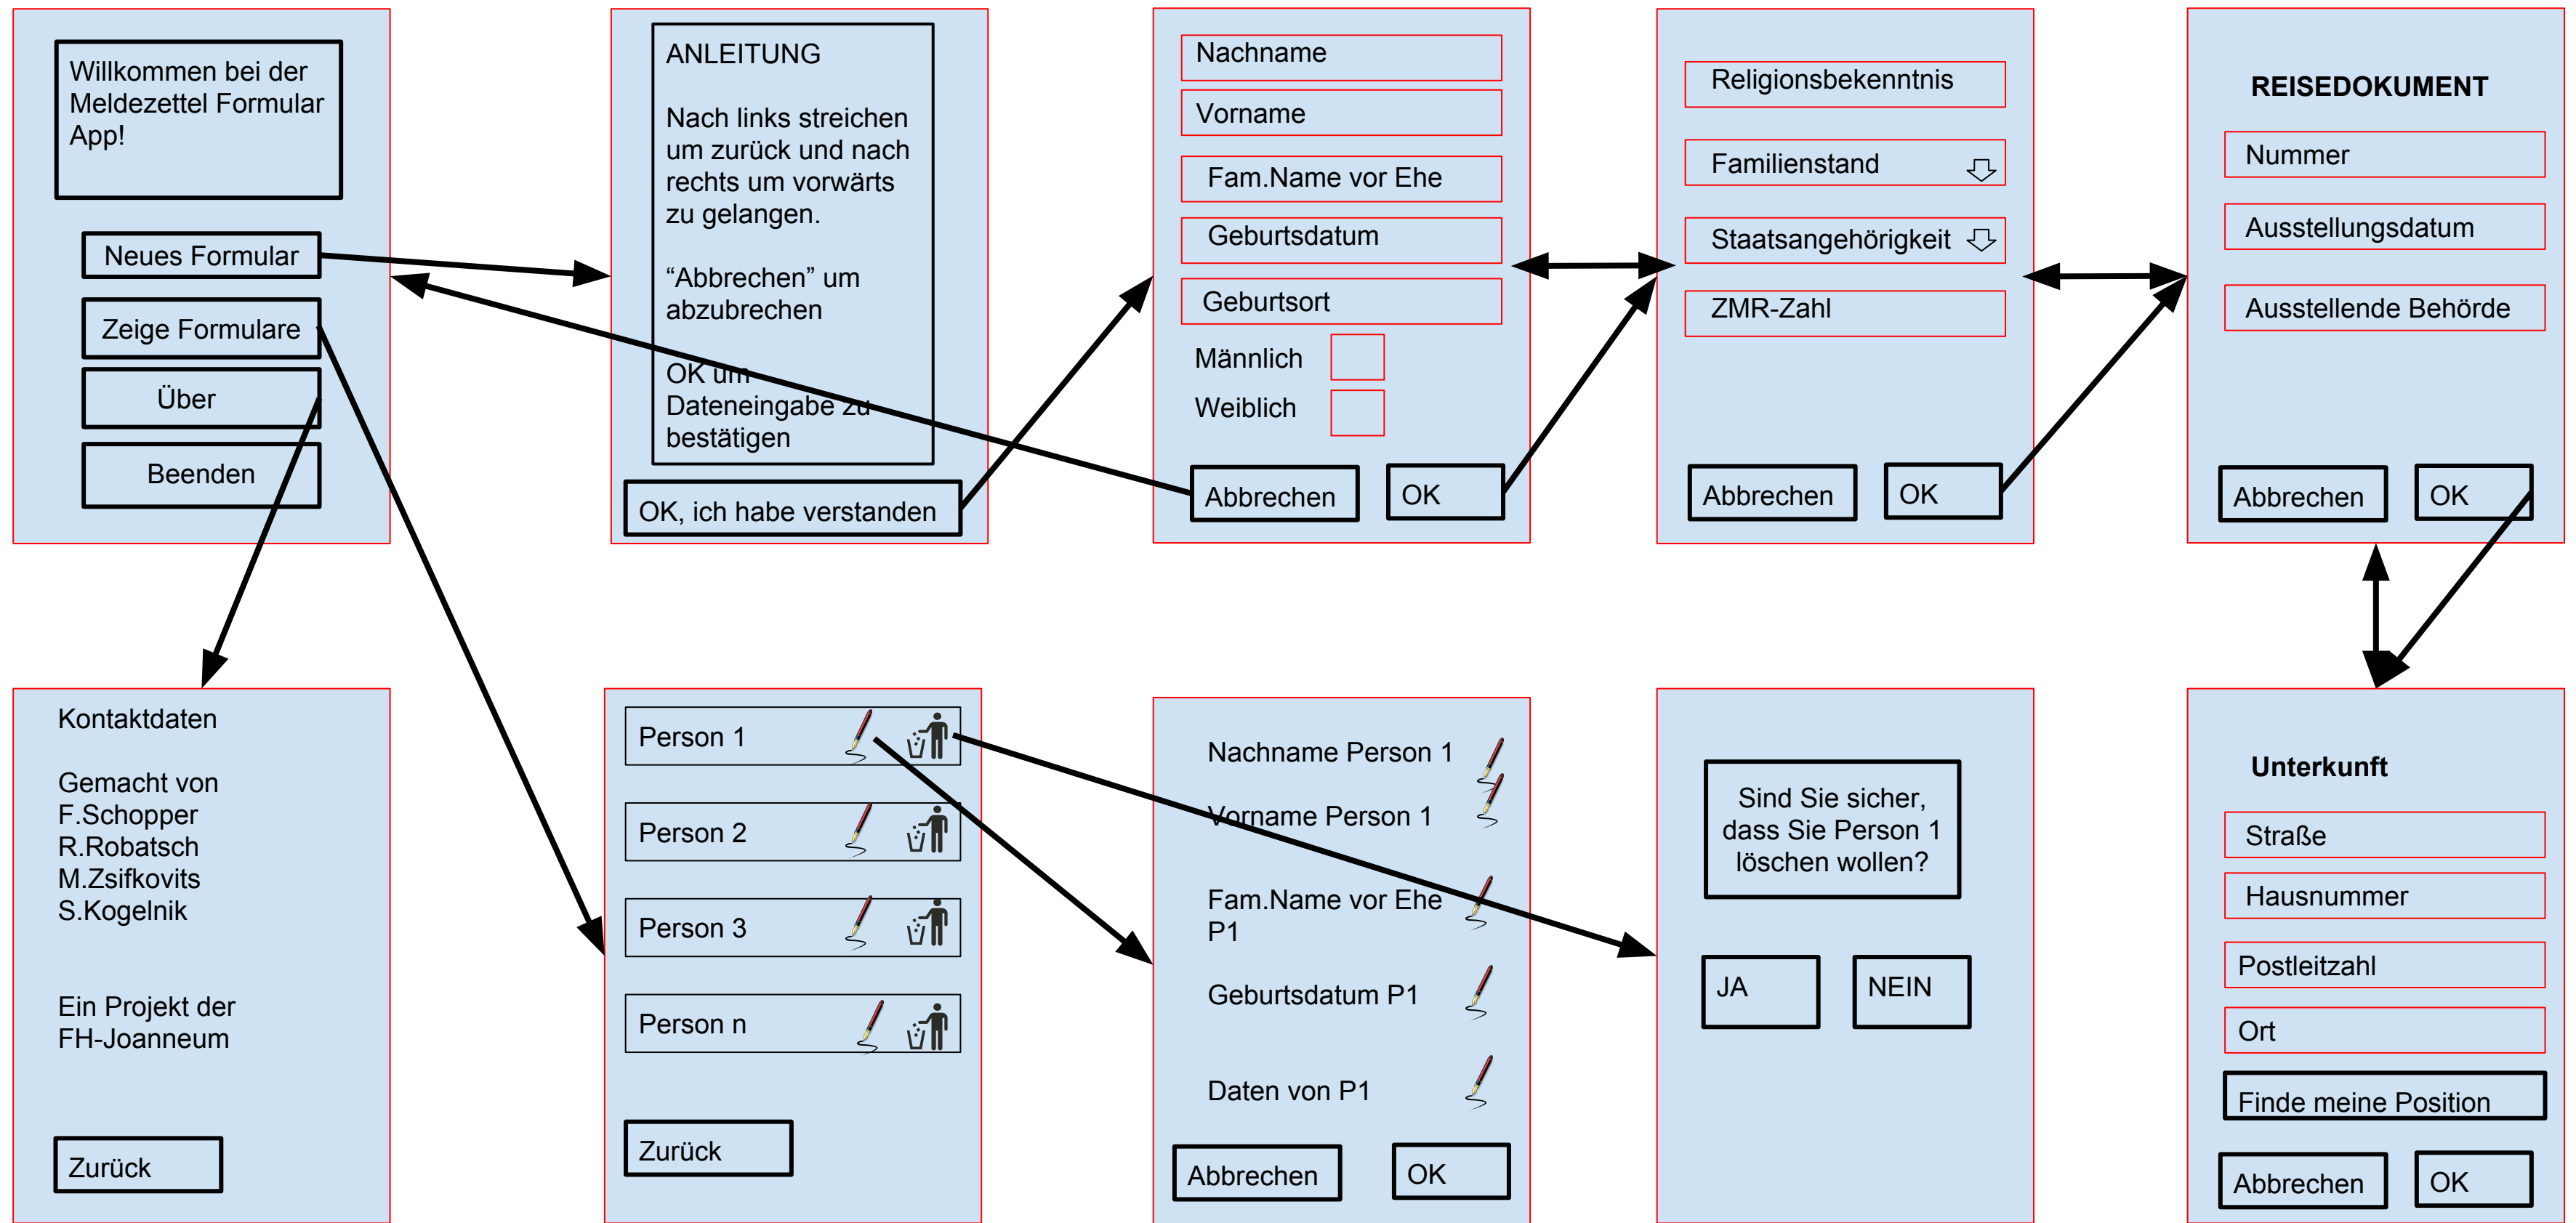 Willkommen bei der
Meldezettel Formular
App!
Neues Formular
Zeige Formulare
Über
Beenden
ANLEITUNG
Nach links streichen
um zurück und nach
rechts um vorwärts
zu gelangen.
“Abbrechen” um
abzubrechen
OK um
Dateneingabe zu
bestätigen
OK, ich habe verstanden
Nachname
Vorname
Fam.Name vor Ehe
Geburtsdatum
Geburtsort
Männlich
Weiblich
Abbrechen
OK
Religionsbekenntnis
Familienstand
Staatsangehörigkeit
ZMR-Zahl
Abbrechen
OK
REISEDOKUMENT
Nummer
Ausstellungsdatum
Ausstellende Behörde
Abbrechen
OK
Kontaktdaten
Gemacht von
F.Schopper
R.Robatsch
M.Zsifkovits
S.Kogelnik
Ein Projekt der
FH-Joanneum
Zurück
Person 1
Person 2
Person 3
Person n
Zurück
Nachname Person 1
Vorname Person 1
Fam.Name vor Ehe
P1
Geburtsdatum P1
Daten von P1
Abbrechen
OK
Sind Sie sicher,
dass Sie Person 1
löschen wollen?
JA
NEIN
Unterkunft
Straße
Hausnummer
Postleitzahl
Ort
Finde meine Position
Abbrechen
OK